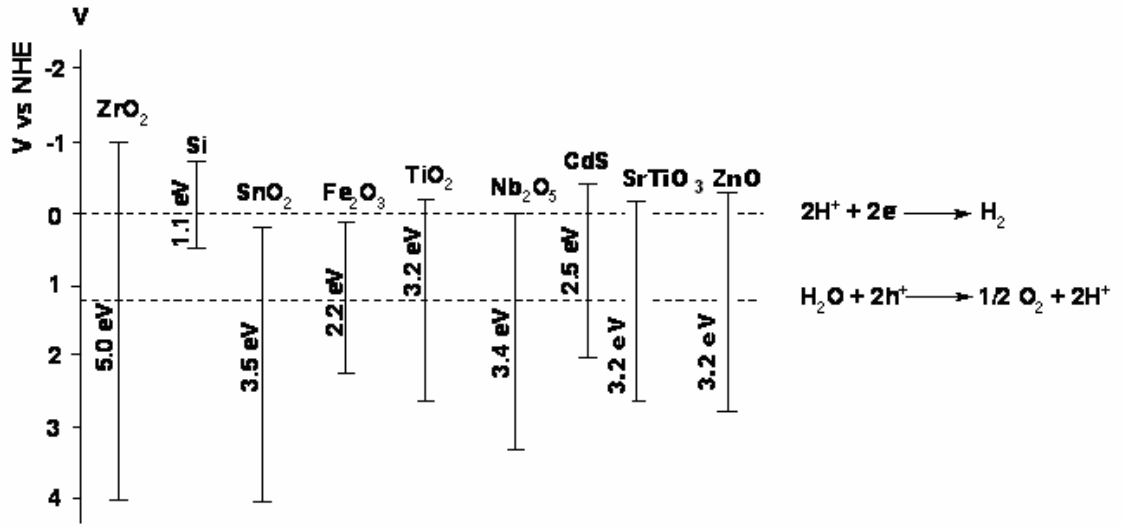 V
V vs NHE
-2
-1
0
1
2
3
4
ZrO₂
5.0 eV
Si
1.1 eV
SnO₂
3.5 eV
Fe₂O₃
2.2 eV
TiO₂
3.2 eV
Nb₂O₅
3.4 eV
CdS
2.5 eV
SrTiO₃
3.2 eV
ZnO
3.2 eV
2H⁺ + 2e → H₂
H₂O + 2h⁺ → 1/2 O₂ + 2H⁺